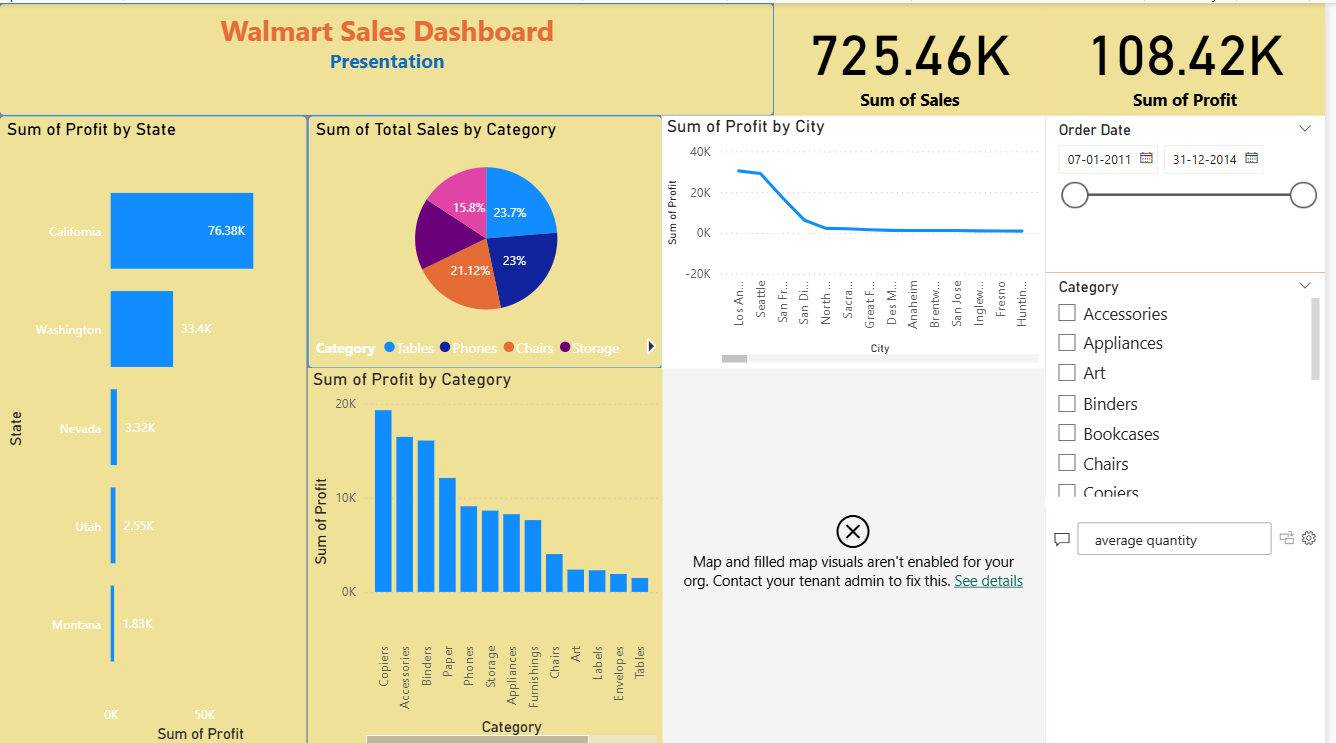 Walmart Sales Dashboard
Presentation
725.46K
Sum of Sales
108.42K
Sum of Profit
Sum of Profit by State
State
California
76.38K
Washington
33.4K
Nevada
3.32K
Utah
2.55K
Montana
1.83K
0K
50K
Sum of Profit
Sum of Total Sales by Category
23.7%
23%
21.12%
15.8%
Category
Tables
Phones
Chairs
Storage
Sum of Profit by Category
Sum of Profit
20K
10K
0K
Copiers
Accessories
Binders
Paper
Phones
Storage
Appliances
Furnishings
Chairs
Art
Labels
Envelopes
Tables
Category
Sum of Profit by City
Sum of Profit
40K
20K
0K
-20K
Los An...
Seattle
San Fr...
San Di...
North ...
Sacra...
Great F...
Des M...
Anaheim
Brentw...
San Jose
Inglew...
Fresno
Huntin...
City
Map and filled map visuals aren't enabled for your
org. Contact your tenant admin to fix this. See details
Order Date
07-01-2011
31-12-2014
Category
Accessories
Appliances
Art
Binders
Bookcases
Chairs
Copiers
average quantity